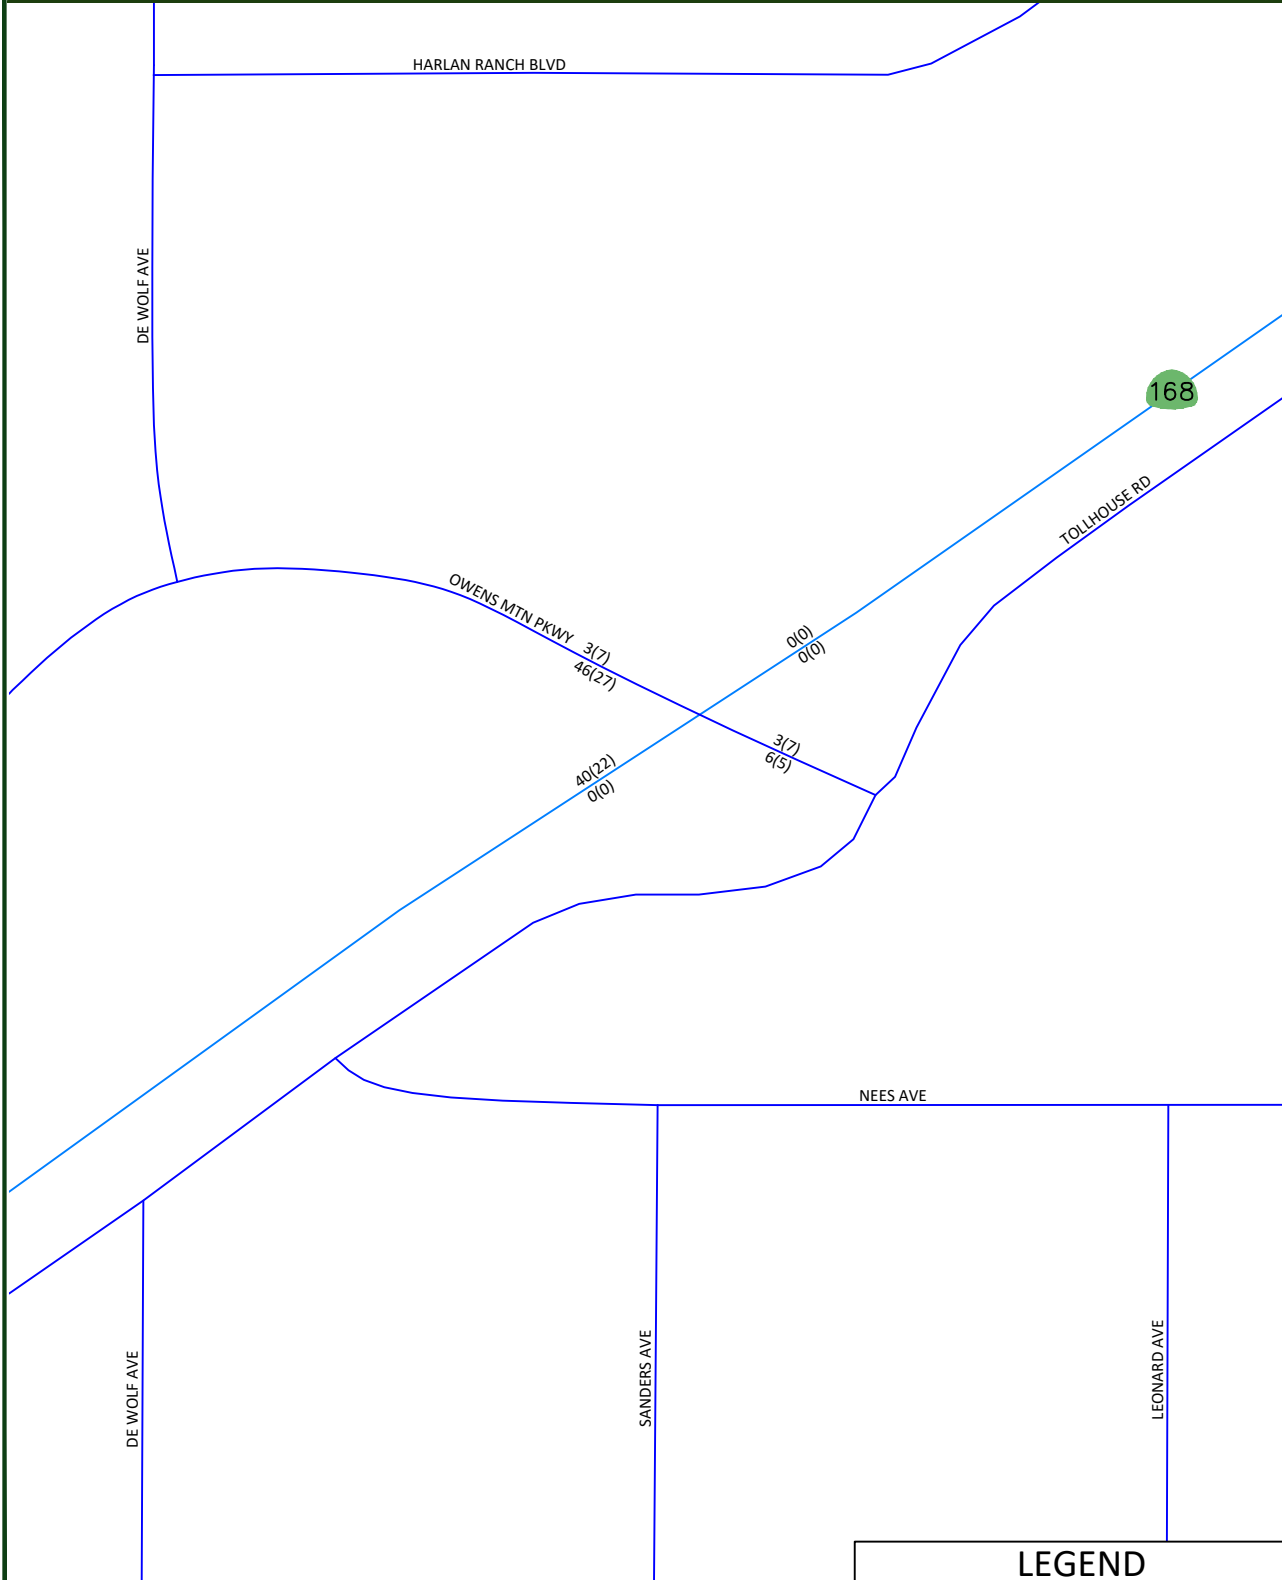 HARLAN RANCH BLVD
DE WOLF AVE
168
TOLLHOUSE RD
OWENS MTN PKWY
3(7)
46(27)
0(0)
0(0)
3(7)
6(5)
40(22)
0(0)
NEES AVE
DE WOLF AVE
SANDERS AVE
LEONARD AVE
LEGEND